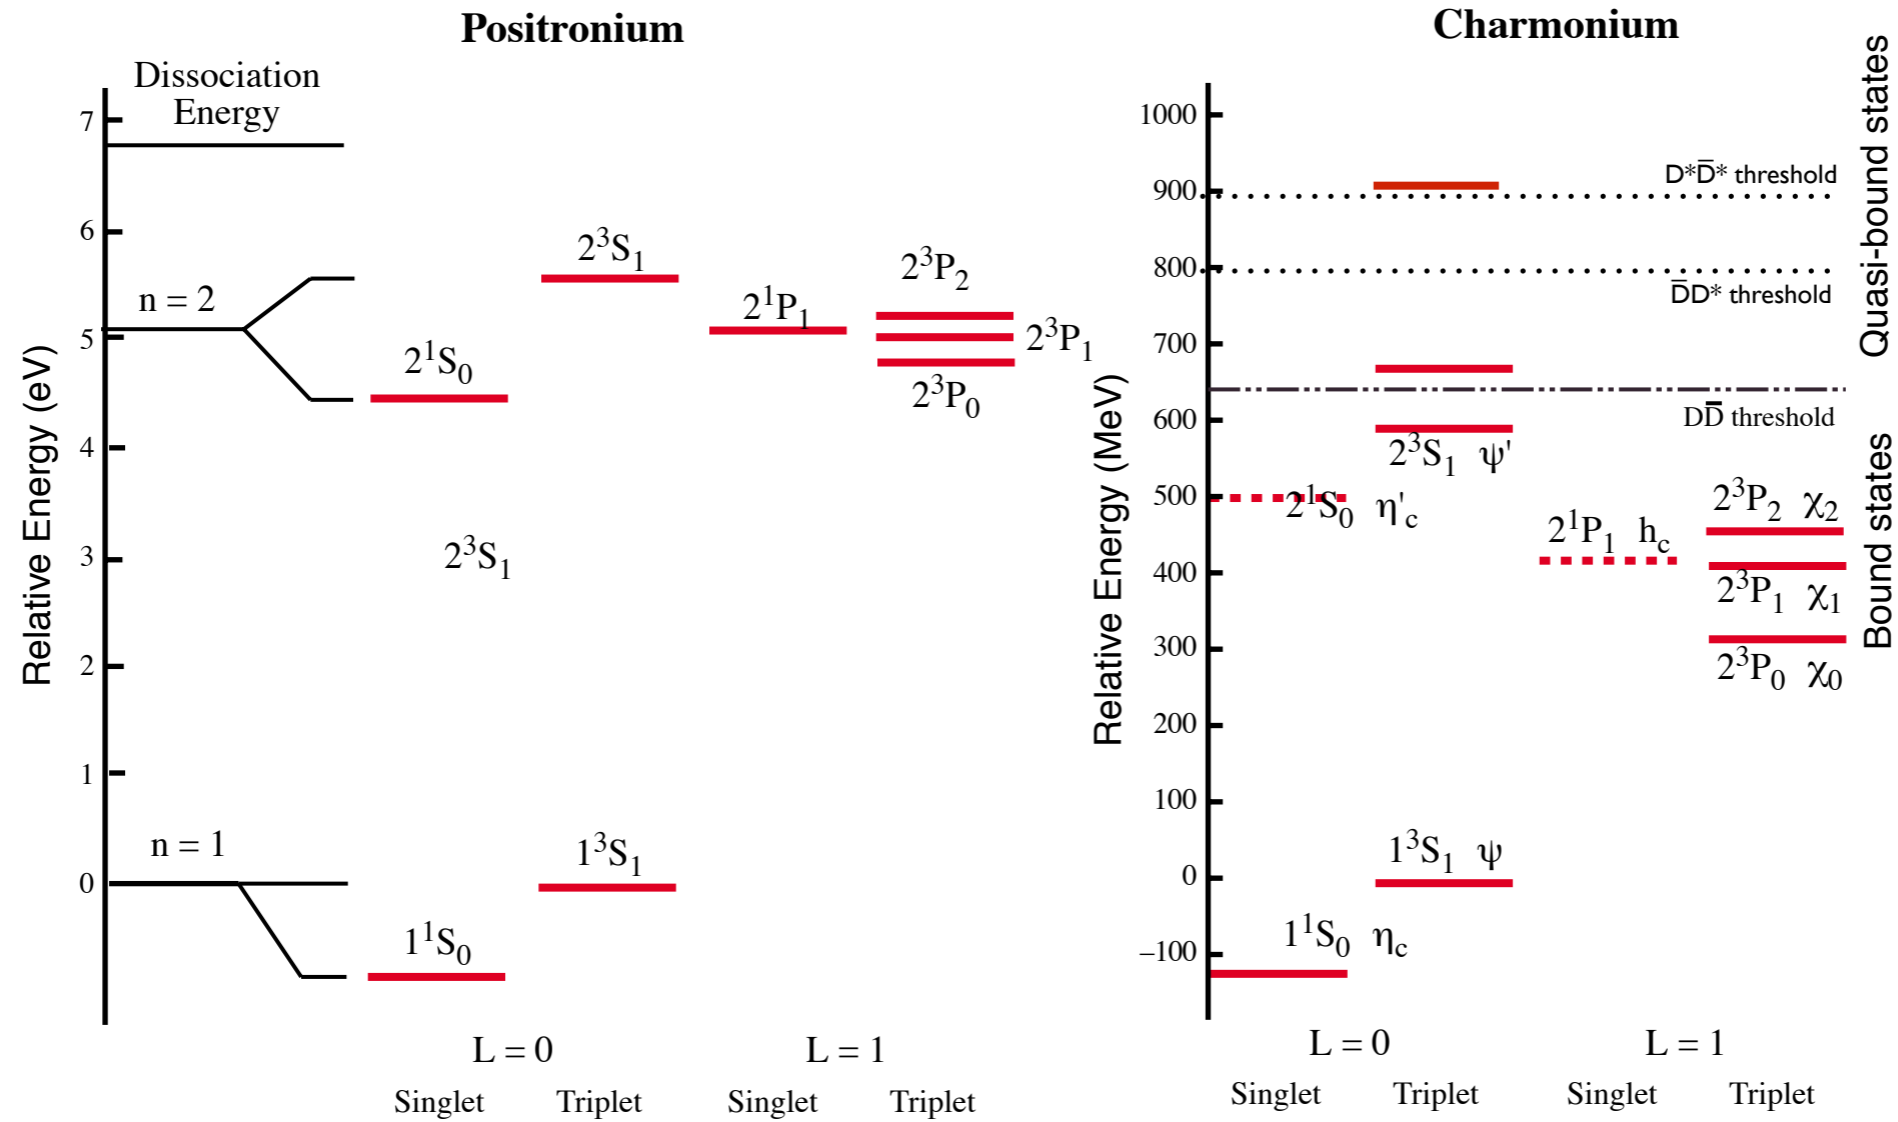 Positronium
Dissociation
Energy
7
6
5
4
3
2
1
0
Relative Energy (eV)
n = 2
n = 1
2³S₁
2¹S₀
2¹P₁
2³P₂
2³P₁
2³P₀
2³S₁
1³S₁
1¹S₀
L = 0
L = 1
Singlet
Triplet
Singlet
Triplet
Charmonium
1000
900
800
700
600
500
400
300
200
100
0
–100
Relative Energy (MeV)
D*D̅* threshold
D̅D* threshold
DD̅ threshold
2³S₁ ψ'
2¹S₀ η'c
2¹P₁ hc
2³P₂ χ₂
2³P₁ χ₁
2³P₀ χ₀
1³S₁ ψ
1¹S₀ ηc
Quasi-bound states
Bound states
L = 0
L = 1
Singlet
Triplet
Singlet
Triplet